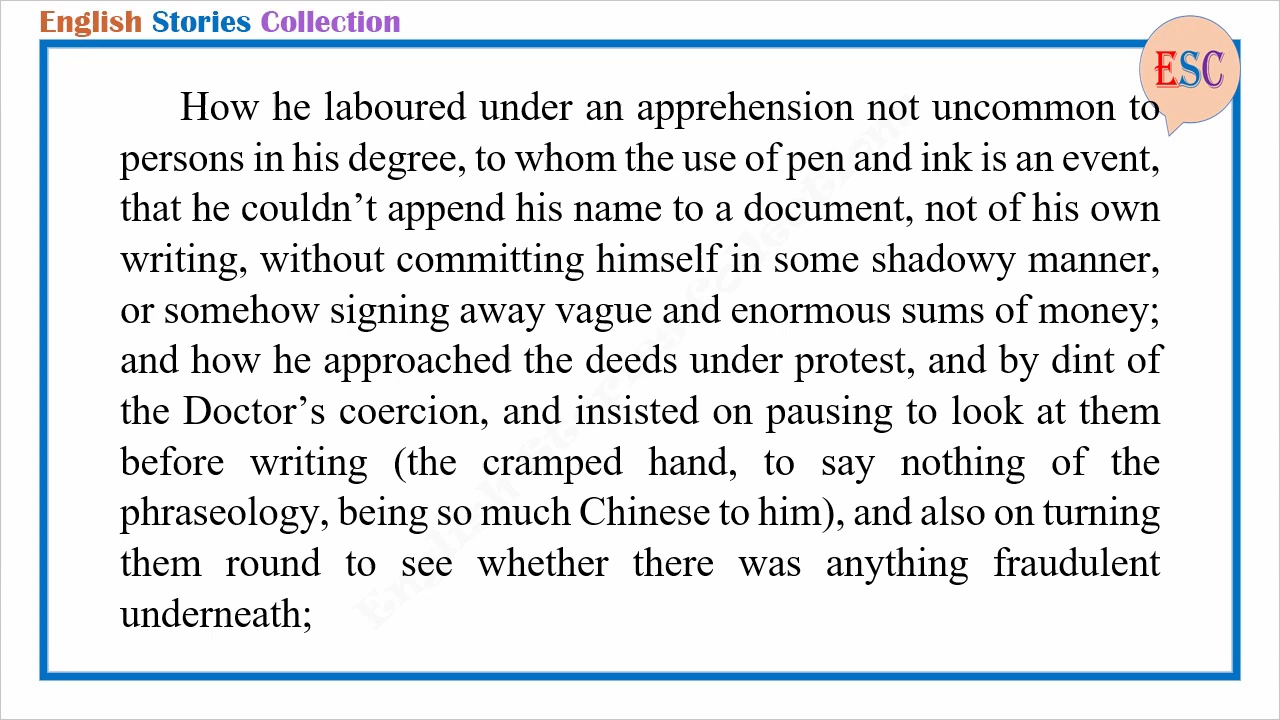 English Stories Collection
ESC
How he laboured under an apprehension not uncommon to
persons in his degree, to whom the use of pen and ink is an event,
that he couldn’t append his name to a document, not of his own
writing, without committing himself in some shadowy manner,
or somehow signing away vague and enormous sums of money;
and how he approached the deeds under protest, and by dint of
the Doctor’s coercion, and insisted on pausing to look at them
before writing (the cramped hand, to say nothing of the
phraseology, being so much Chinese to him), and also on turning
them round to see whether there was anything fraudulent
underneath;